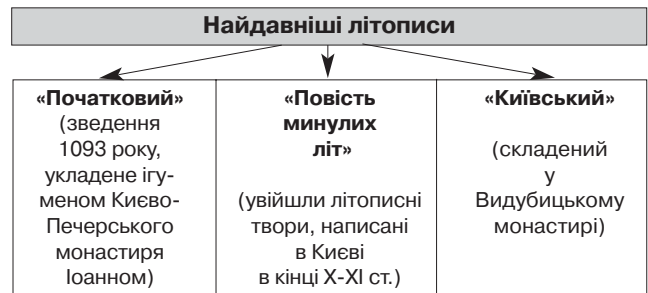 Найдавніші літописи
«Початковий»
(зведення
1093 року,
укладене ігу-
меном Києво-
Печерського
монастиря
Іоанном)
«Повість
минулих
літ»
(увійшли літописні
твори, написані
в Києві
в кінці X-XI ст.)
«Київський»
(складений
у
Видубицькому
монастирі)